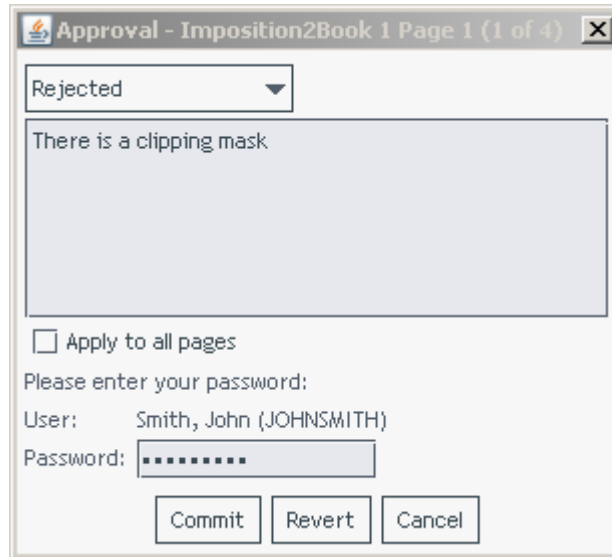 Approval - Imposition2Book 1 Page 1 (1 of 4)
Rejected
There is a clipping mask
Apply to all pages
Please enter your password:
User: Smith, John (JOHNSMITH)
Password: •••••••••
Commit Revert Cancel